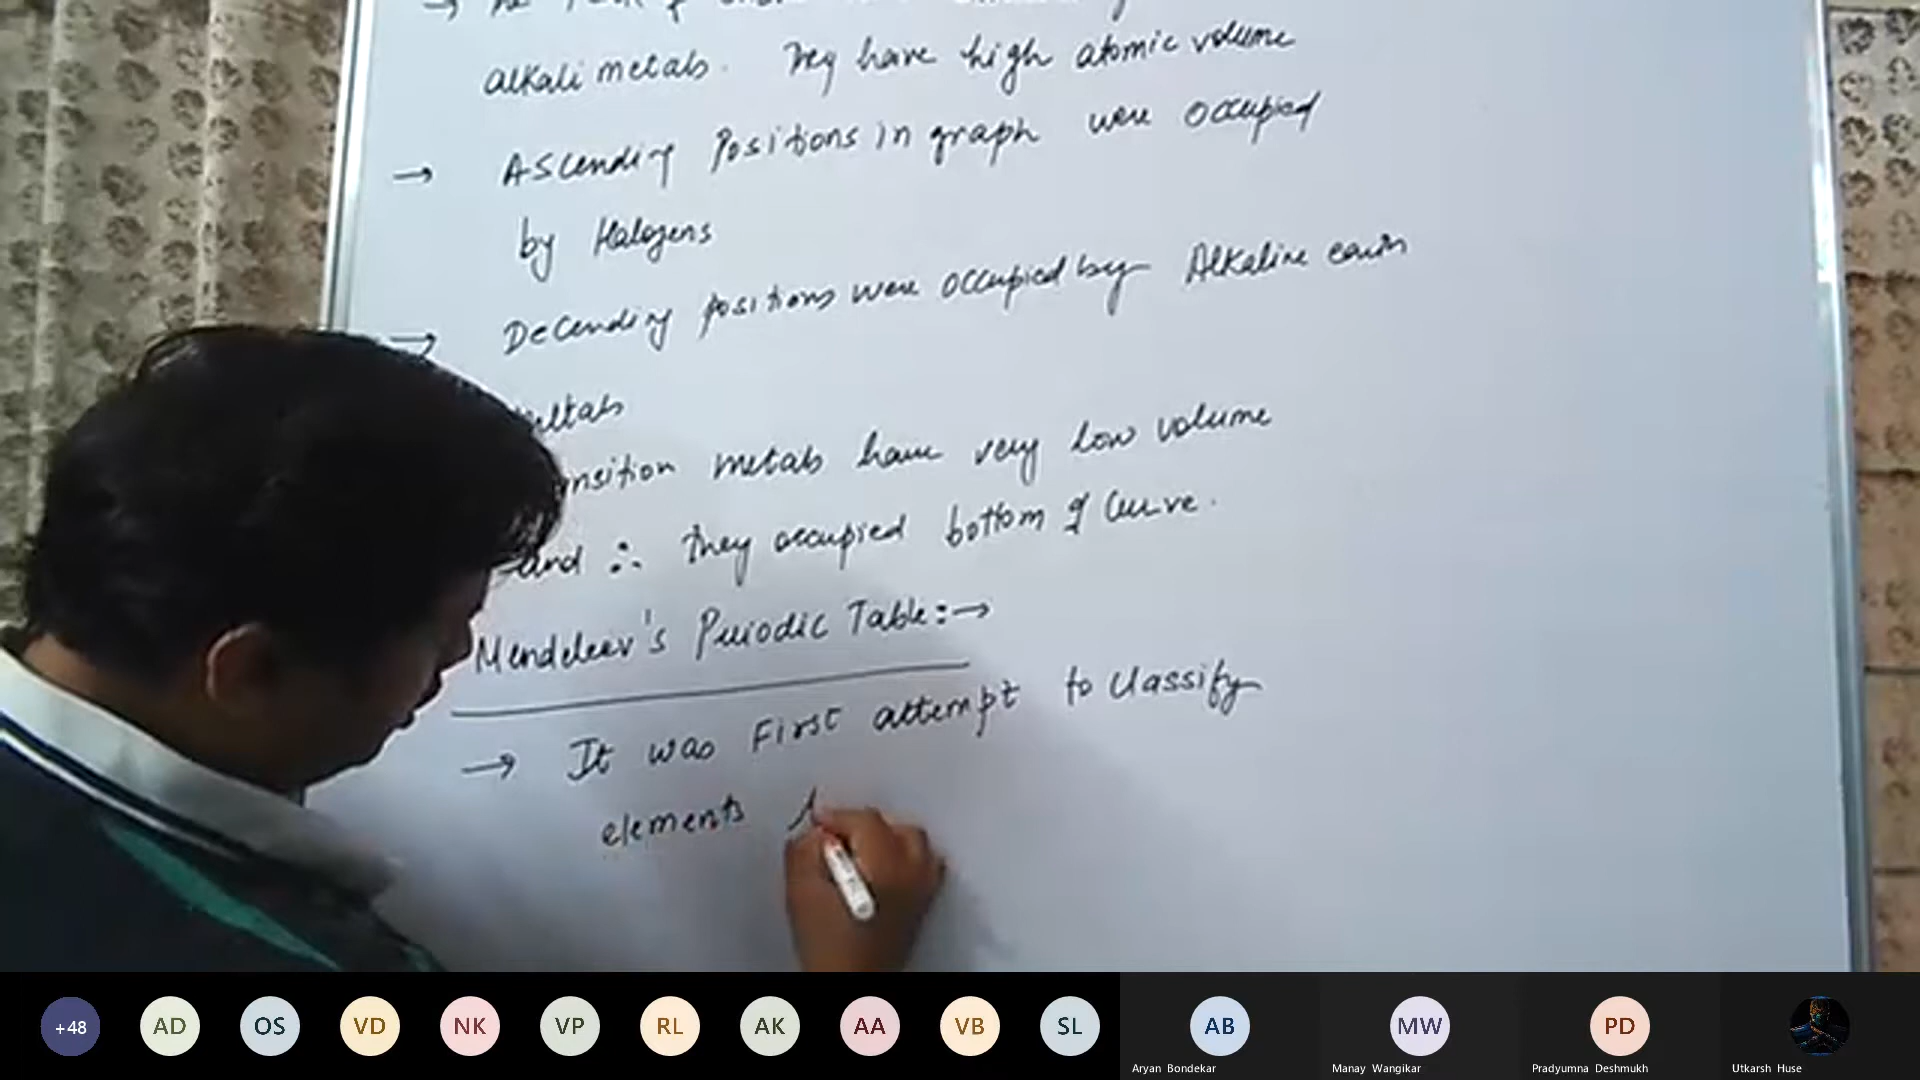 alkali metals. They have high atomic volume
→ Ascending positions in graph were occupied
by Halogens
→ Decending positions were occupied by Alkaline earth
metals
nsition metals have very low volume
and ∴ they occupied bottom of curve.
Mendeleev's Periodic Table:→
→ It was First attempt to classify
elements
+48
AD
OS
VD
NK
VP
RL
AK
AA
VB
SL
AB
MW
PD
Aryan Bondekar
Manay Wangikar
Pradyumna Deshmukh
Utkarsh Huse